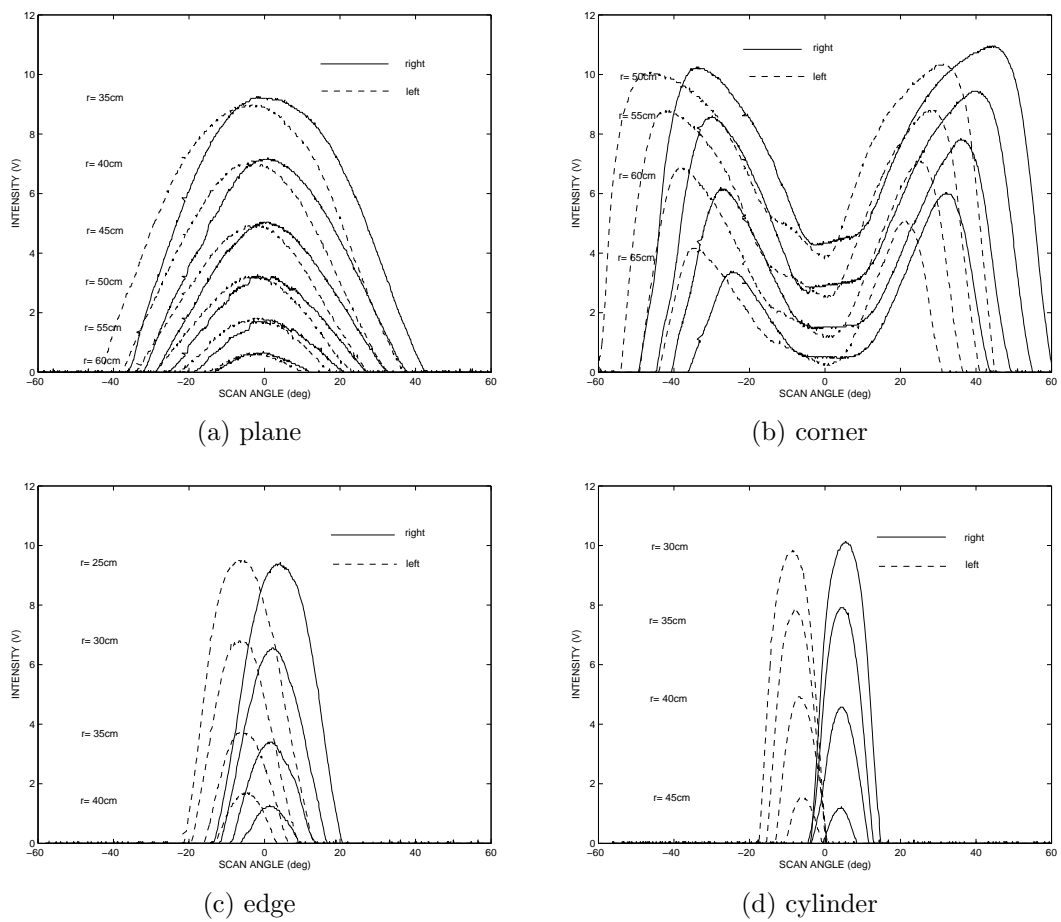 12
10
8
6
4
2
0
INTENSITY (V)
right
left
r= 35cm
r= 40cm
r= 45cm
r= 50cm
r= 55cm
r= 60cm
−60 −40 −20 0 20 40 60
SCAN ANGLE (deg)
(a) plane
12
10
8
6
4
2
0
INTENSITY (V)
right
left
r= 50cm
r= 55cm
r= 60cm
r= 65cm
−60 −40 −20 0 20 40 60
SCAN ANGLE (deg)
(b) corner
12
10
8
6
4
2
0
INTENSITY (V)
right
left
r= 25cm
r= 30cm
r= 35cm
r= 40cm
−60 −40 −20 0 20 40 60
SCAN ANGLE (deg)
(c) edge
12
10
8
6
4
2
0
INTENSITY (V)
right
left
r= 30cm
r= 35cm
r= 40cm
r= 45cm
−60 −40 −20 0 20 40 60
SCAN ANGLE (deg)
(d) cylinder